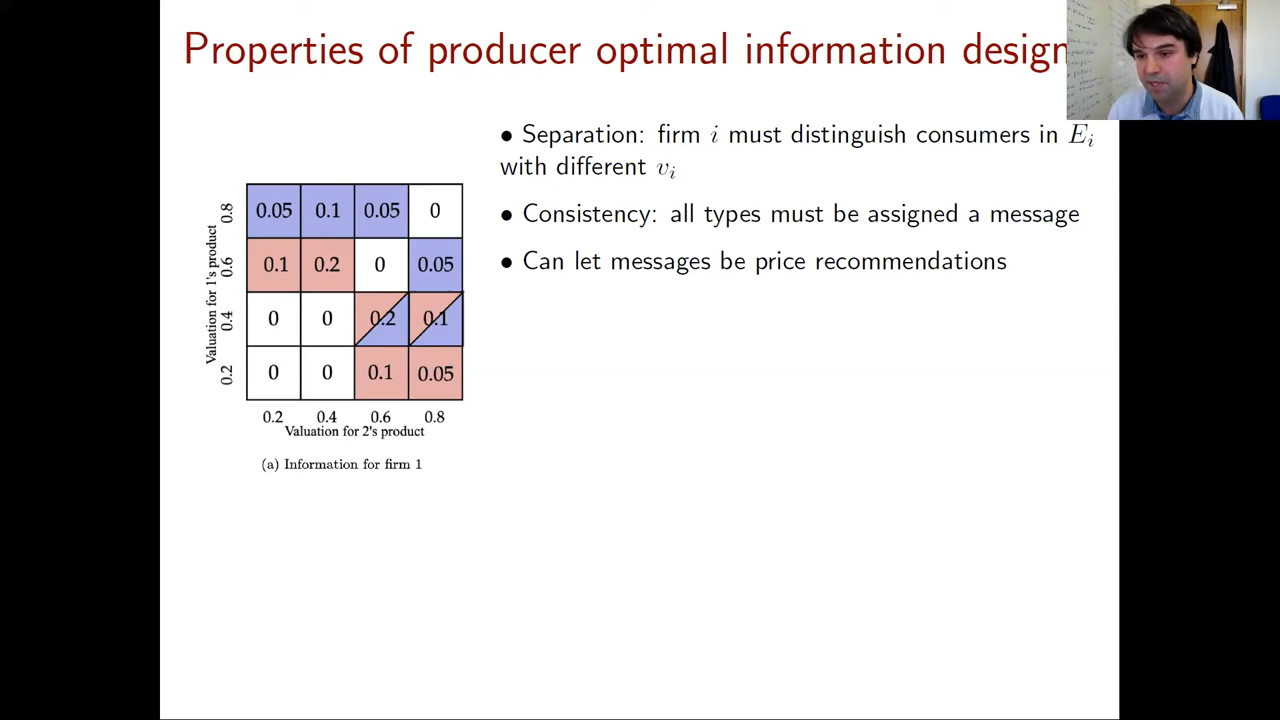 Properties of producer optimal information design
• Separation: firm i must distinguish consumers in E_i
with different v_i
• Consistency: all types must be assigned a message
• Can let messages be price recommendations
Valuation for 1's product
0.8 0.05 0.1 0.05 0
0.6 0.1 0.2 0 0.05
0.4 0 0 0.2 0.1
0.2 0 0 0.1 0.05
0.2 0.4 0.6 0.8
Valuation for 2's product
(a) Information for firm 1